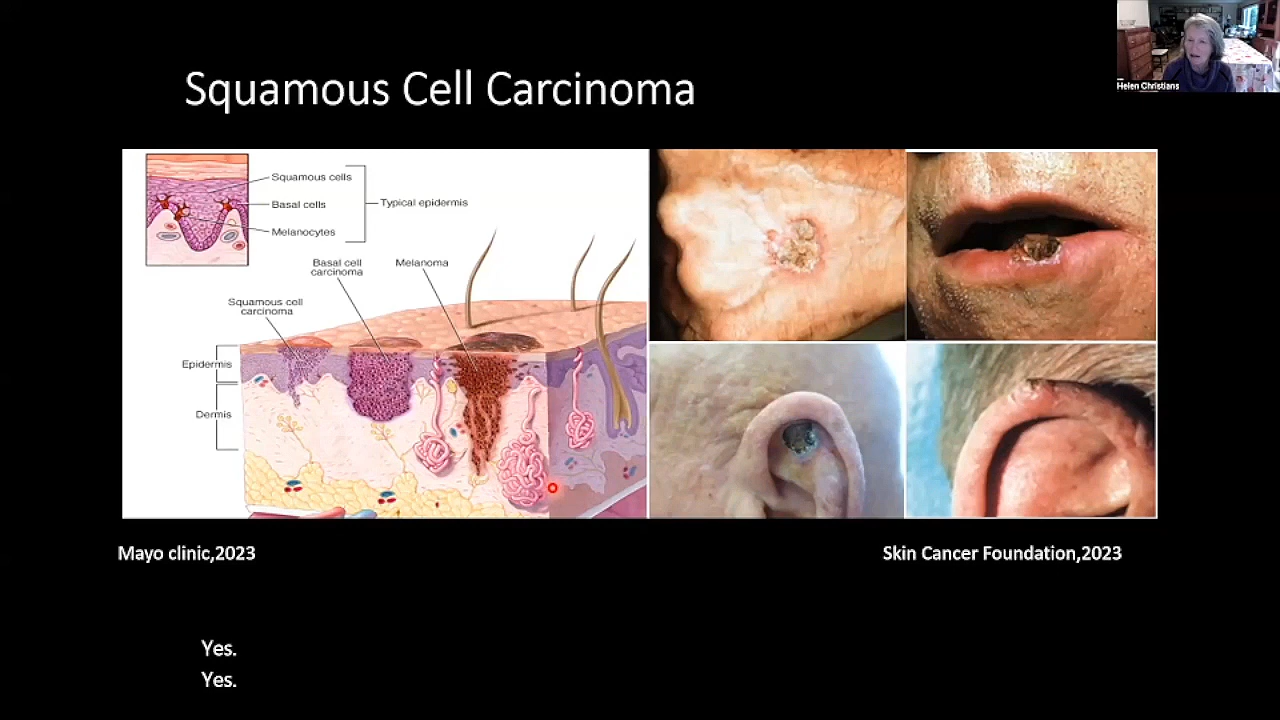 Squamous Cell Carcinoma
Helen Christians
Squamous cells
Basal cells
Melanocytes
Typical epidermis
Basal cell
carcinoma
Melanoma
Squamous cell
carcinoma
Epidermis
Dermis
Mayo clinic,2023
Skin Cancer Foundation,2023
Yes.
Yes.